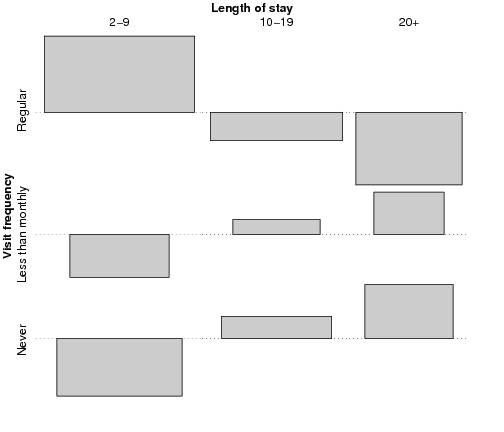 Length of stay
2−9 10−19 20+
Visit frequency
Regular
Less than monthly
Never